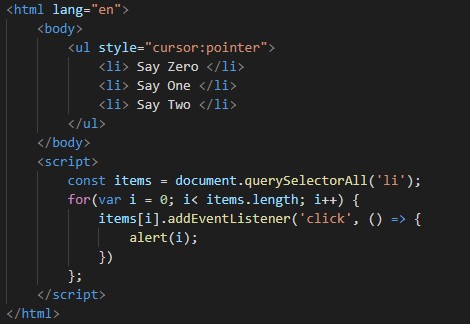 <html lang="en">
    <body>
        <ul style="cursor:pointer">
            <li> Say Zero </li>
            <li> Say One </li>
            <li> Say Two </li>
        </ul>
    </body>
    <script>
        const items = document.querySelectorAll('li');
        for(var i = 0; i< items.length; i++) {
            items[i].addEventListener('click', () => {
                alert(i);
            })
        };
    </script>
</html>